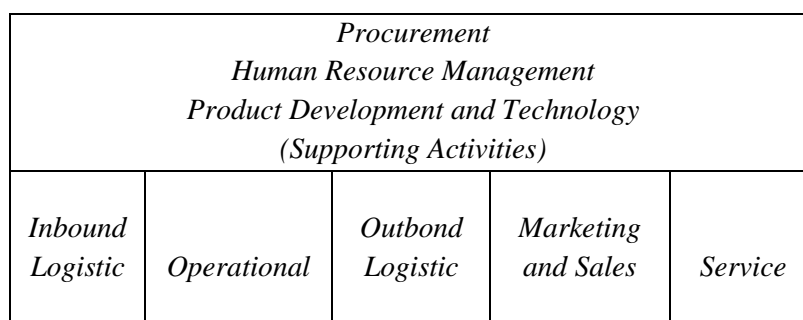 Procurement
Human Resource Management
Product Development and Technology
(Supporting Activities)
Inbound
Logistic
Operational
Outbond
Logistic
Marketing
and Sales
Service